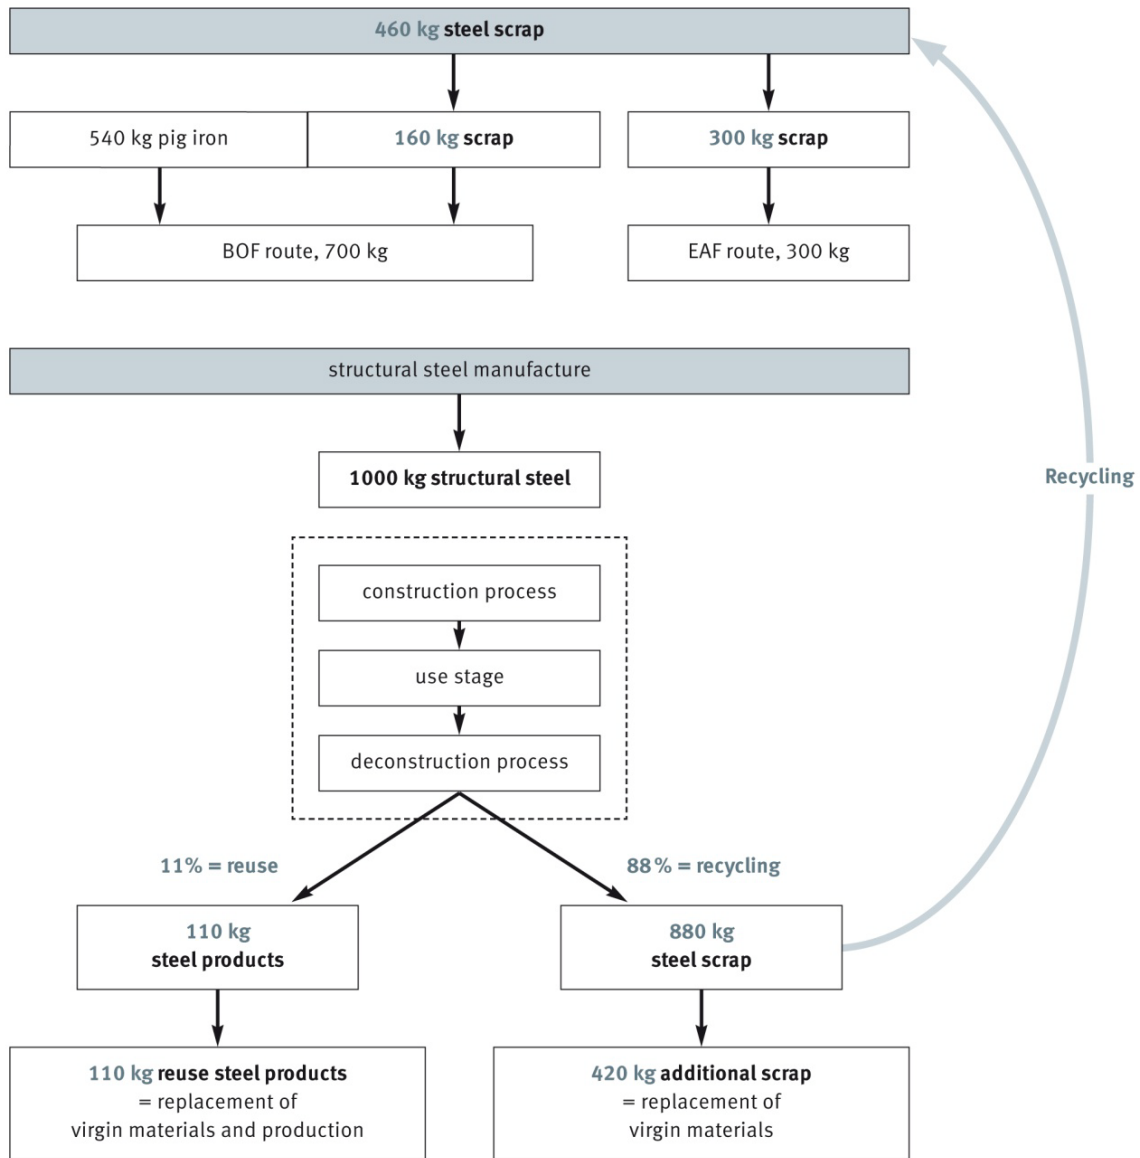 460 kg steel scrap
540 kg pig iron
160 kg scrap
300 kg scrap
BOF route, 700 kg
EAF route, 300 kg
structural steel manufacture
1000 kg structural steel
Recycling
construction process
use stage
deconstruction process
11% = reuse
88% = recycling
110 kg
steel products
880 kg
steel scrap
110 kg reuse steel products
= replacement of
virgin materials and production
420 kg additional scrap
= replacement of
virgin materials